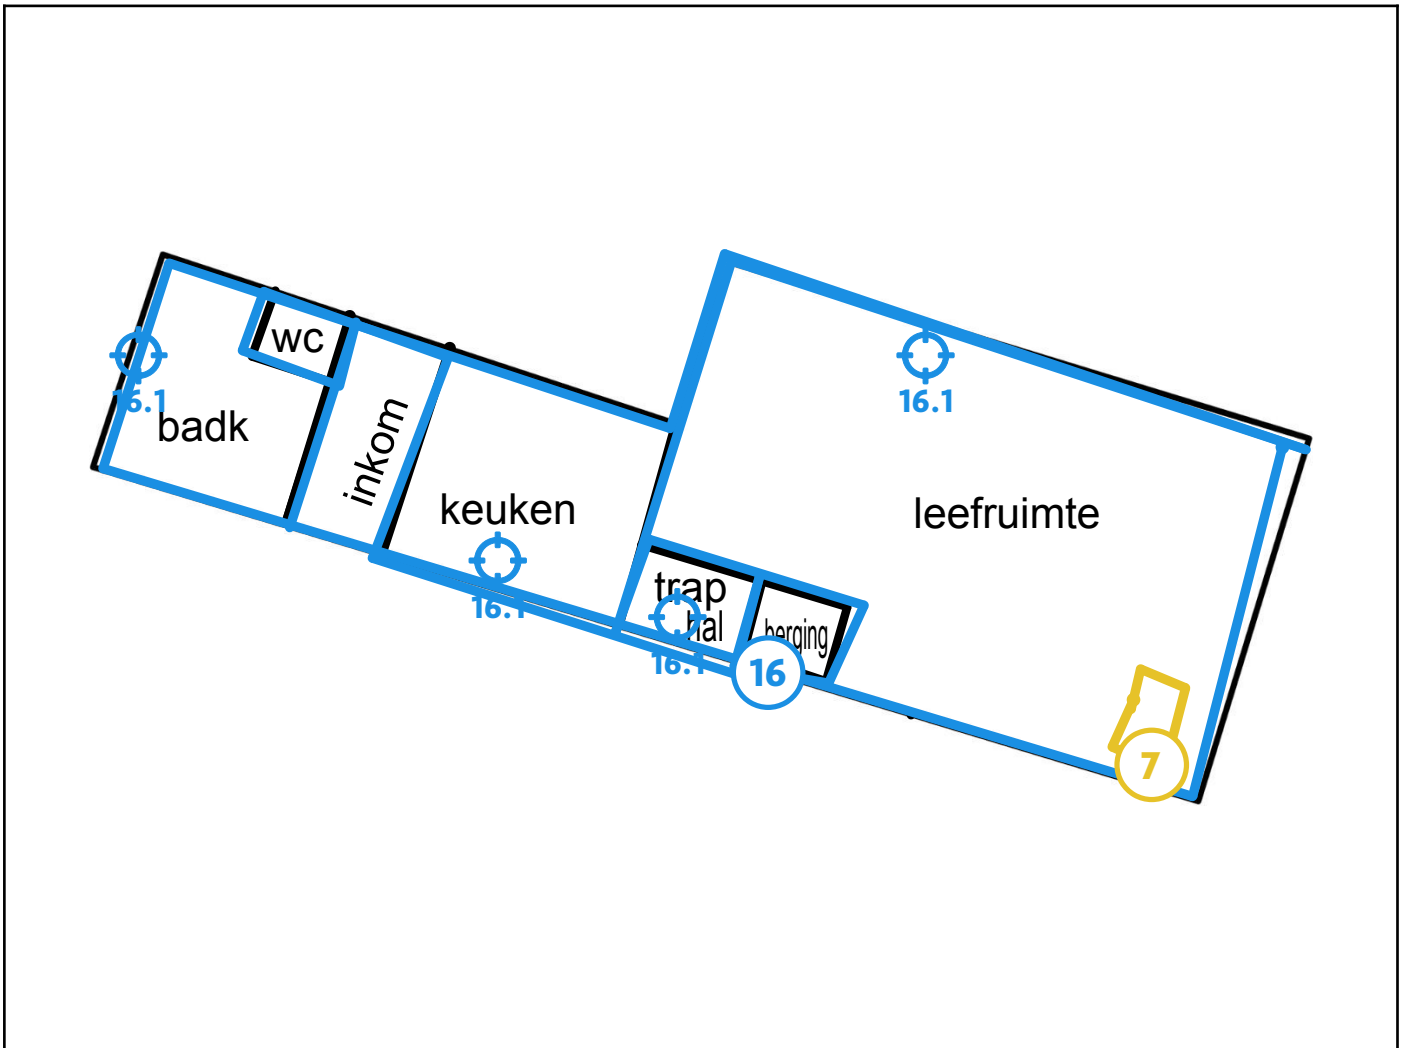 wc
16.1
16.1
badk
inkom
keuken
leefruimte
trap
16.1
hal
berging
16.1
16
7